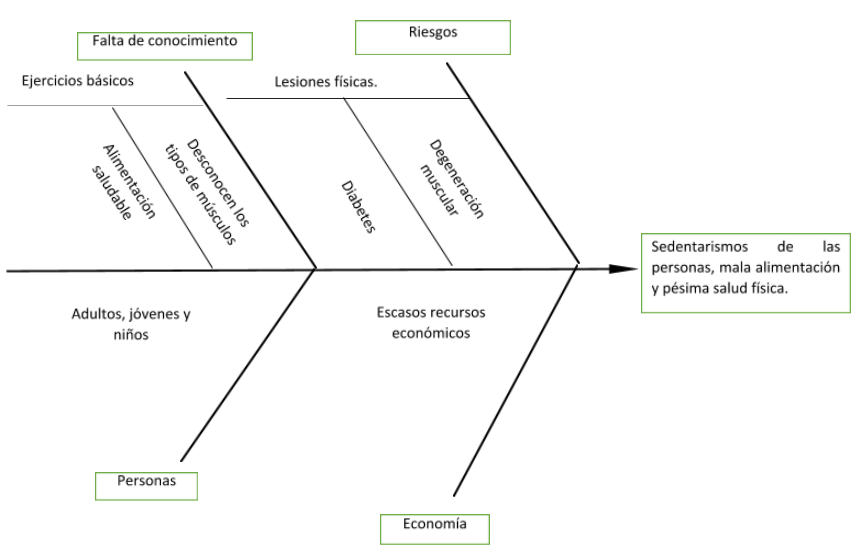 Falta de conocimiento
Riesgos
Ejercicios básicos
Lesiones físicas.
Alimentación
saludable
Desconocen los
tipos de músculos
Diabetes
Degeneración
muscular
Sedentarismos de las
personas, mala alimentación
y pésima salud física.
Adultos, jóvenes y
niños
Escasos recursos
económicos
Personas
Economía